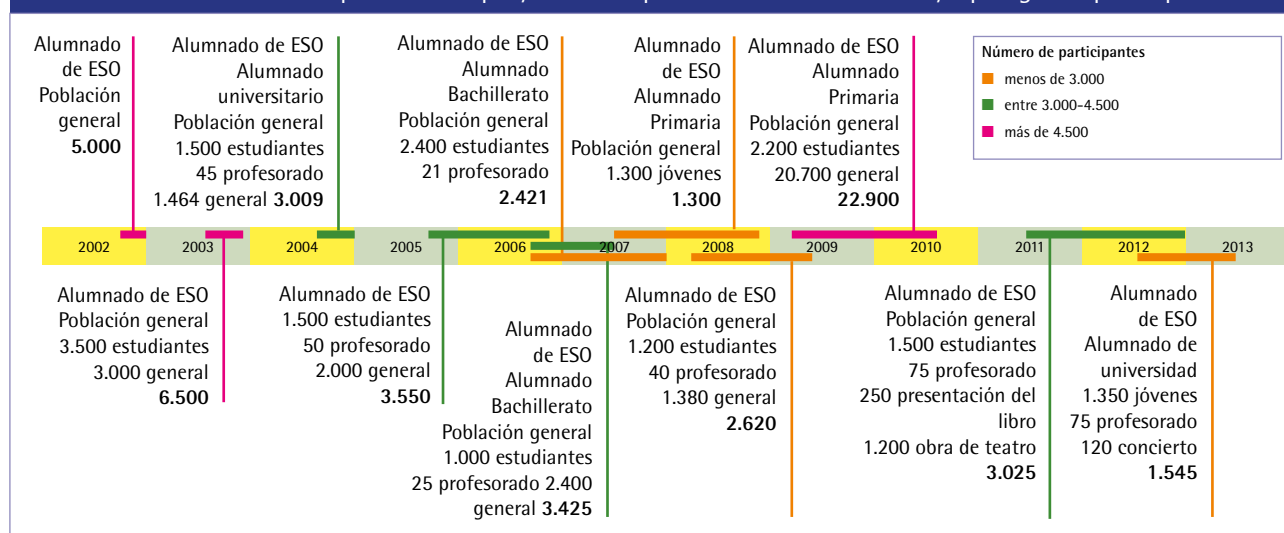 Alumnado
de ESO
Población
general
5.000
Alumnado de ESO
Alumnado
universitario
Población general
1.500 estudiantes
45 profesorado
1.464 general 3.009
Alumnado de ESO
Alumnado
Bachillerato
Población general
2.400 estudiantes
21 profesorado
2.421
Alumnado
de ESO
Alumnado
Primaria
Población general
1.300 jóvenes
1.300
Alumnado de ESO
Alumnado
Primaria
Población general
2.200 estudiantes
20.700 general
22.900
Número de participantes
menos de 3.000
entre 3.000-4.500
más de 4.500
2002
2003
2004
2005
2006
2007
2008
2009
2010
2011
2012
2013
Alumnado de ESO
Población general
3.500 estudiantes
3.000 general
6.500
Alumnado de ESO
1.500 estudiantes
50 profesorado
2.000 general
3.550
Alumnado
de ESO
Alumnado
Bachillerato
Población general
1.000 estudiantes
25 profesorado 2.400
general 3.425
Alumnado de ESO
Población general
1.200 estudiantes
40 profesorado
1.380 general
2.620
Alumnado de ESO
Población general
1.500 estudiantes
75 profesorado
250 presentación del
libro
1.200 obra de teatro
3.025
Alumnado
de ESO
Alumnado de
universidad
1.350 jóvenes
75 profesorado
120 concierto
1.545